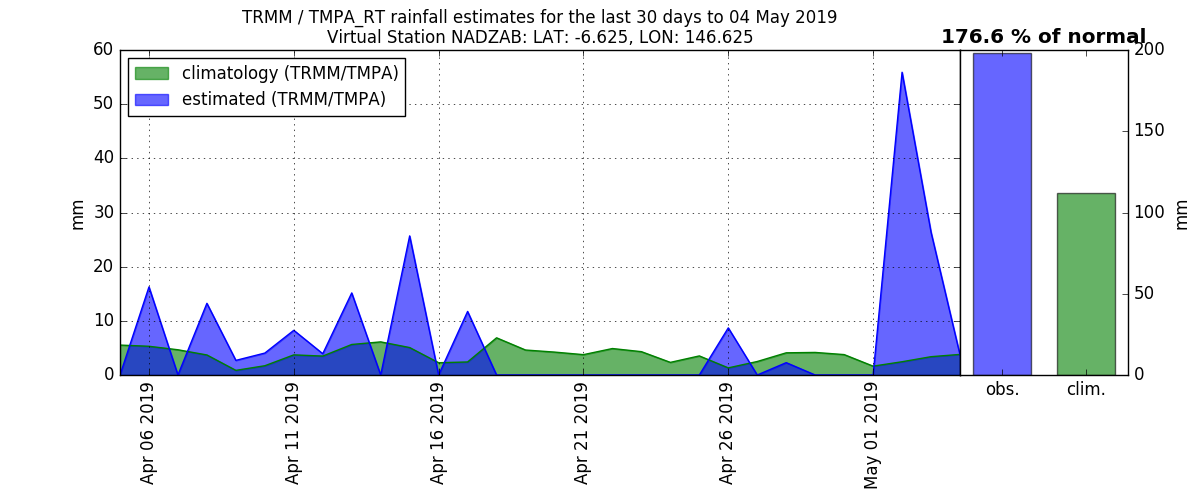 TRMM / TMPA_RT rainfall estimates for the last 30 days to 04 May 2019
Virtual Station NADZAB: LAT: -6.625, LON: 146.625
176.6 % of normal
climatology (TRMM/TMPA)
estimated (TRMM/TMPA)
60
50
40
30
20
10
0
mm
Apr 06 2019
Apr 11 2019
Apr 16 2019
Apr 21 2019
Apr 26 2019
May 01 2019
obs.
clim.
200
150
100
50
0
mm